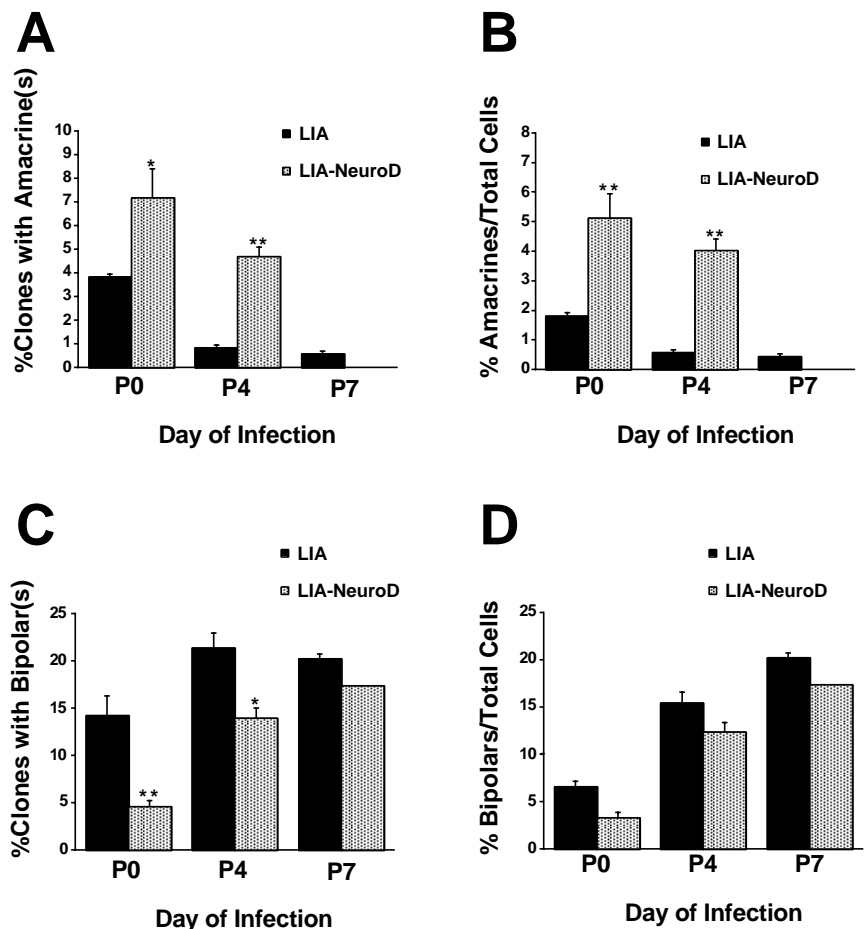 A
%Clones with Amacrine(s)
10
9
8
7
6
5
4
3
2
1
0
LIA
LIA-NeuroD
*
**
P0 P4 P7
Day of Infection
B
% Amacrines/Total Cells
8
7
6
5
4
3
2
1
0
LIA
LIA-NeuroD
**
**
P0 P4 P7
Day of Infection
C
%Clones with Bipolar(s)
25
20
15
10
5
0
LIA
LIA-NeuroD
**
*
P0 P4 P7
Day of Infection
D
% Bipolars/Total Cells
25
20
15
10
5
0
LIA
LIA-NeuroD
P0 P4 P7
Day of Infection